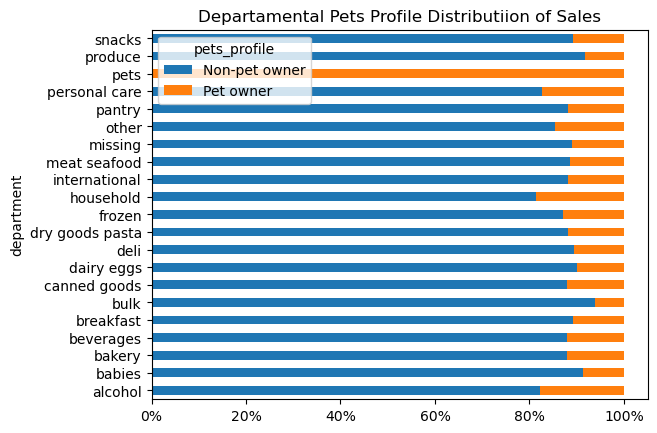 Departamental Pets Profile Distributiion of Sales
snacks
produce
pets
personal care
pantry
other
missing
meat seafood
international
household
frozen
dry goods pasta
deli
dairy eggs
canned goods
bulk
breakfast
beverages
bakery
babies
alcohol
department
pets_profile
Non-pet owner
Pet owner
0% 20% 40% 60% 80% 100%